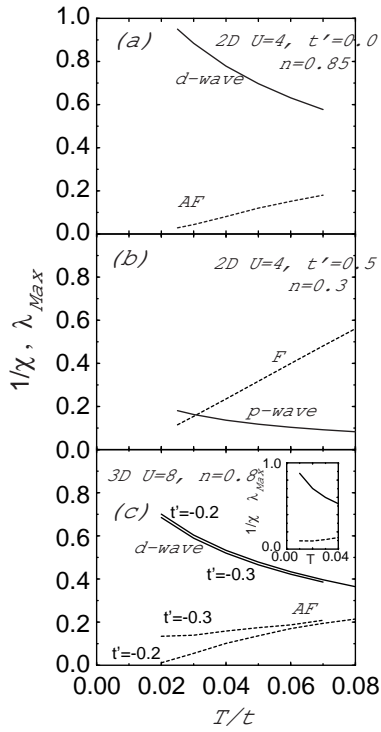 1.0
(a) 2D U=4, t'=0.0
n=0.85
0.8
d-wave
0.6
0.4
AF
0.2
0.0
(b) 2D U=4, t'=0.5
n=0.3
0.8
0.6
F
0.4
p-wave
0.2
0.0
1/χ, λMax
3D U=8, n=0.8
0.8
(c)
t'=-0.2
d-wave
0.6
t'=-0.3
0.4
AF
t'=-0.3
0.2
t'=-0.2
0.0
1.0
1/χ λMax
0.0
0.00 T 0.04
0.00 0.02 0.04 0.06 0.08
T/t